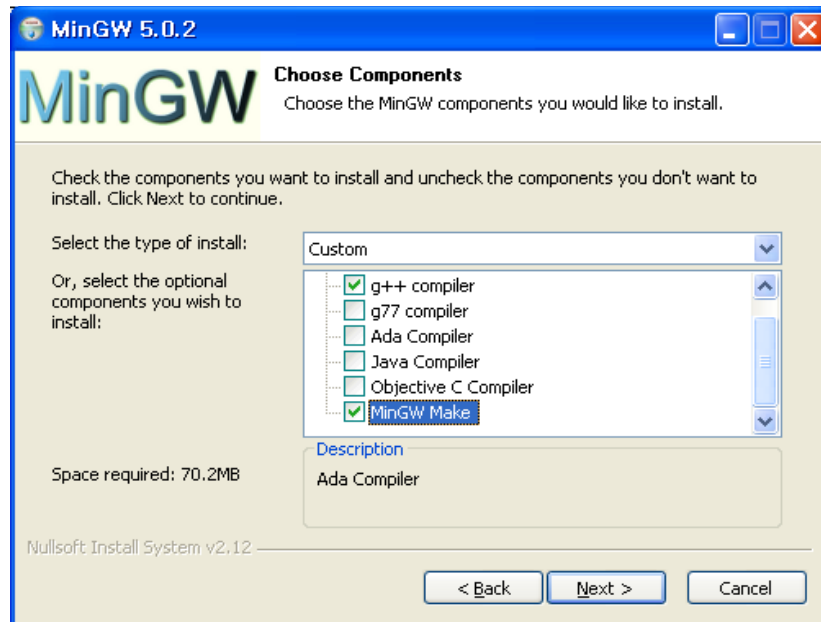 MinGW 5.0.2
MinGW
Choose Components
Choose the MinGW components you would like to install.
Check the components you want to install and uncheck the components you don't want to
install. Click Next to continue.
Select the type of install:
Custom
Or, select the optional
components you wish to
install:
g++ compiler
g77 compiler
Ada Compiler
Java Compiler
Objective C Compiler
MinGW Make
Space required: 70.2MB
Description
Ada Compiler
Nullsoft Install System v2.12
< Back
Next >
Cancel